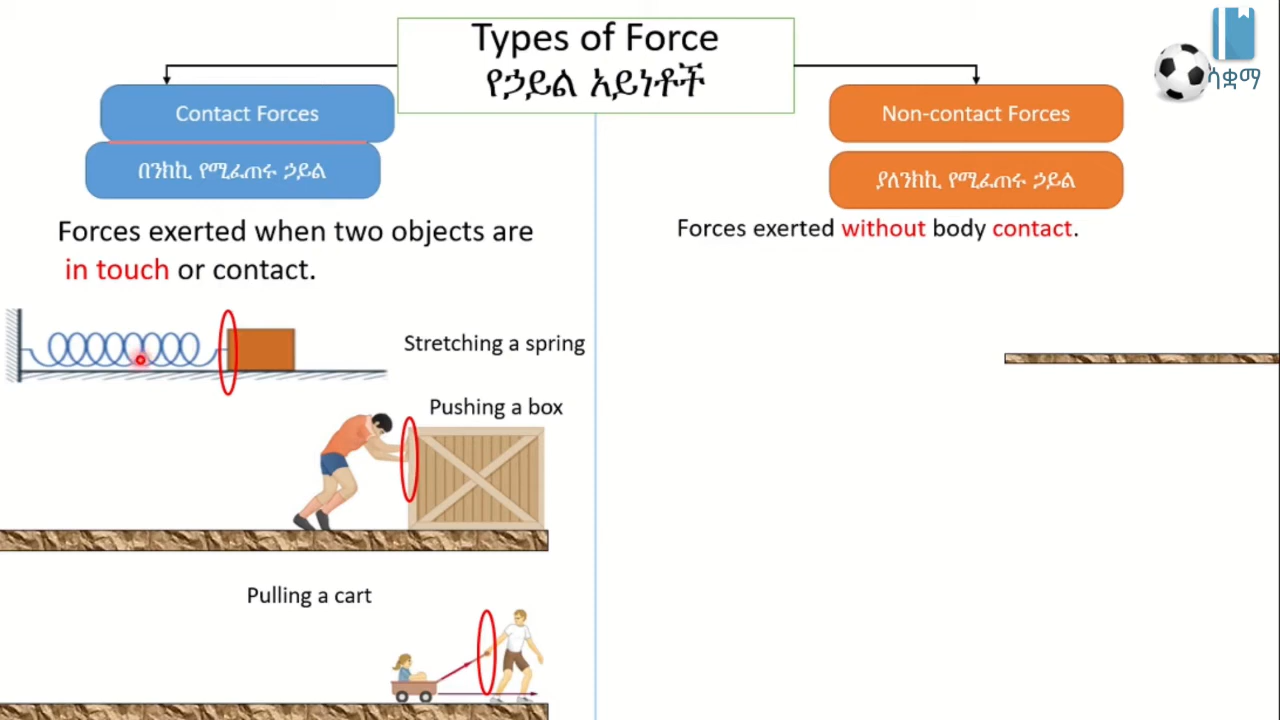 Types of Force
የኃይል አይነቶች
ሳቋማ
Contact Forces
በንክኪ የሚፈጠሩ ኃይል
Forces exerted when two objects are
in touch or contact.
Stretching a spring
Pushing a box
Pulling a cart
Non-contact Forces
ያለንክኪ የሚፈጠሩ ኃይል
Forces exerted without body contact.